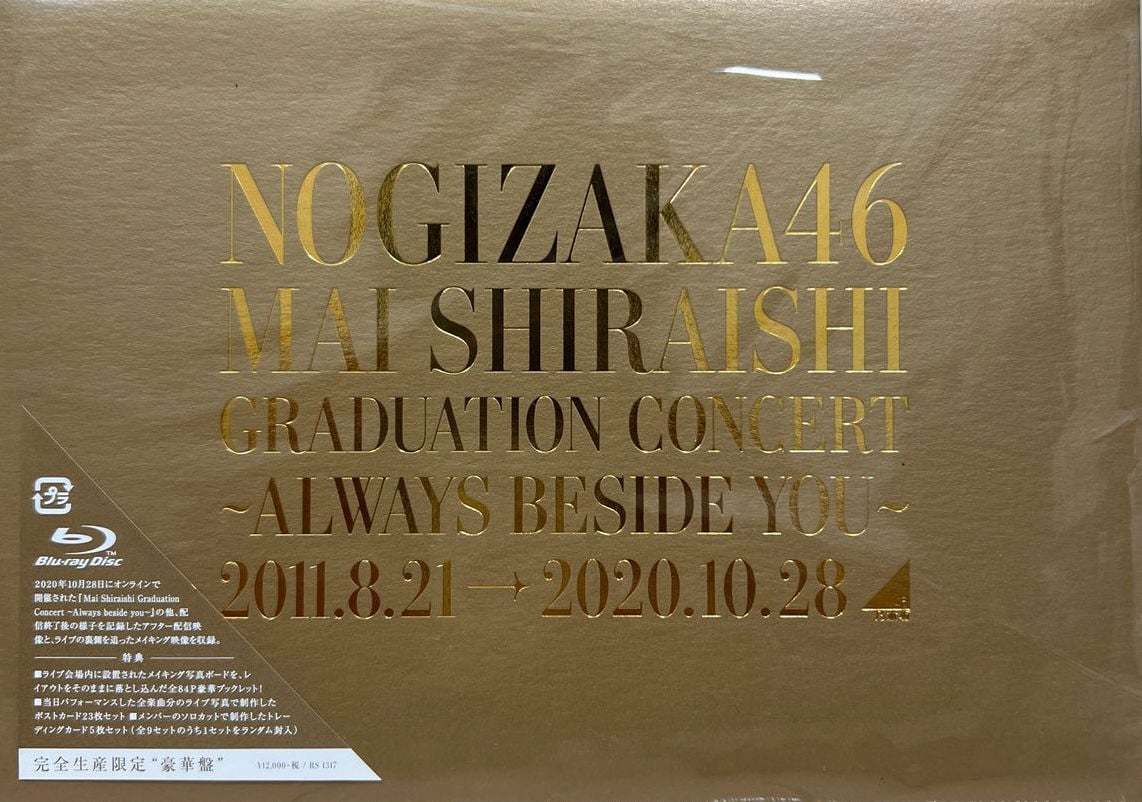 NOGIZAKA46
MAI SHIRAISHI
GRADUATION CONCERT
~ALWAYS BESIDE YOU~
2011.8.21→2020.10.28
プラ
Blu-ray Disc™
2020年10月28日にオンラインで
開催された『Mai Shiraishi Graduation
Concert ~Always beside you~』の他、配
信終了後の様子を記録したアフター配信映
像と、ライブの裏側を追ったメイキング映像を収録。
特典
■ライブ会場内に設置されたメイキング写真ボードを、レ
イアウトをそのままに落とし込んだ全84P豪華ブックレット!
■当日パフォーマンスした全楽曲分のライブ写真で制作した
ポストカード23枚セット ■メンバーのソロカットで制作したトレー
ディングカード5枚セット(全9セットのうち1セットをランダム封入)
完全生産限定“豪華盤” ¥12,000+税 / BS 1317